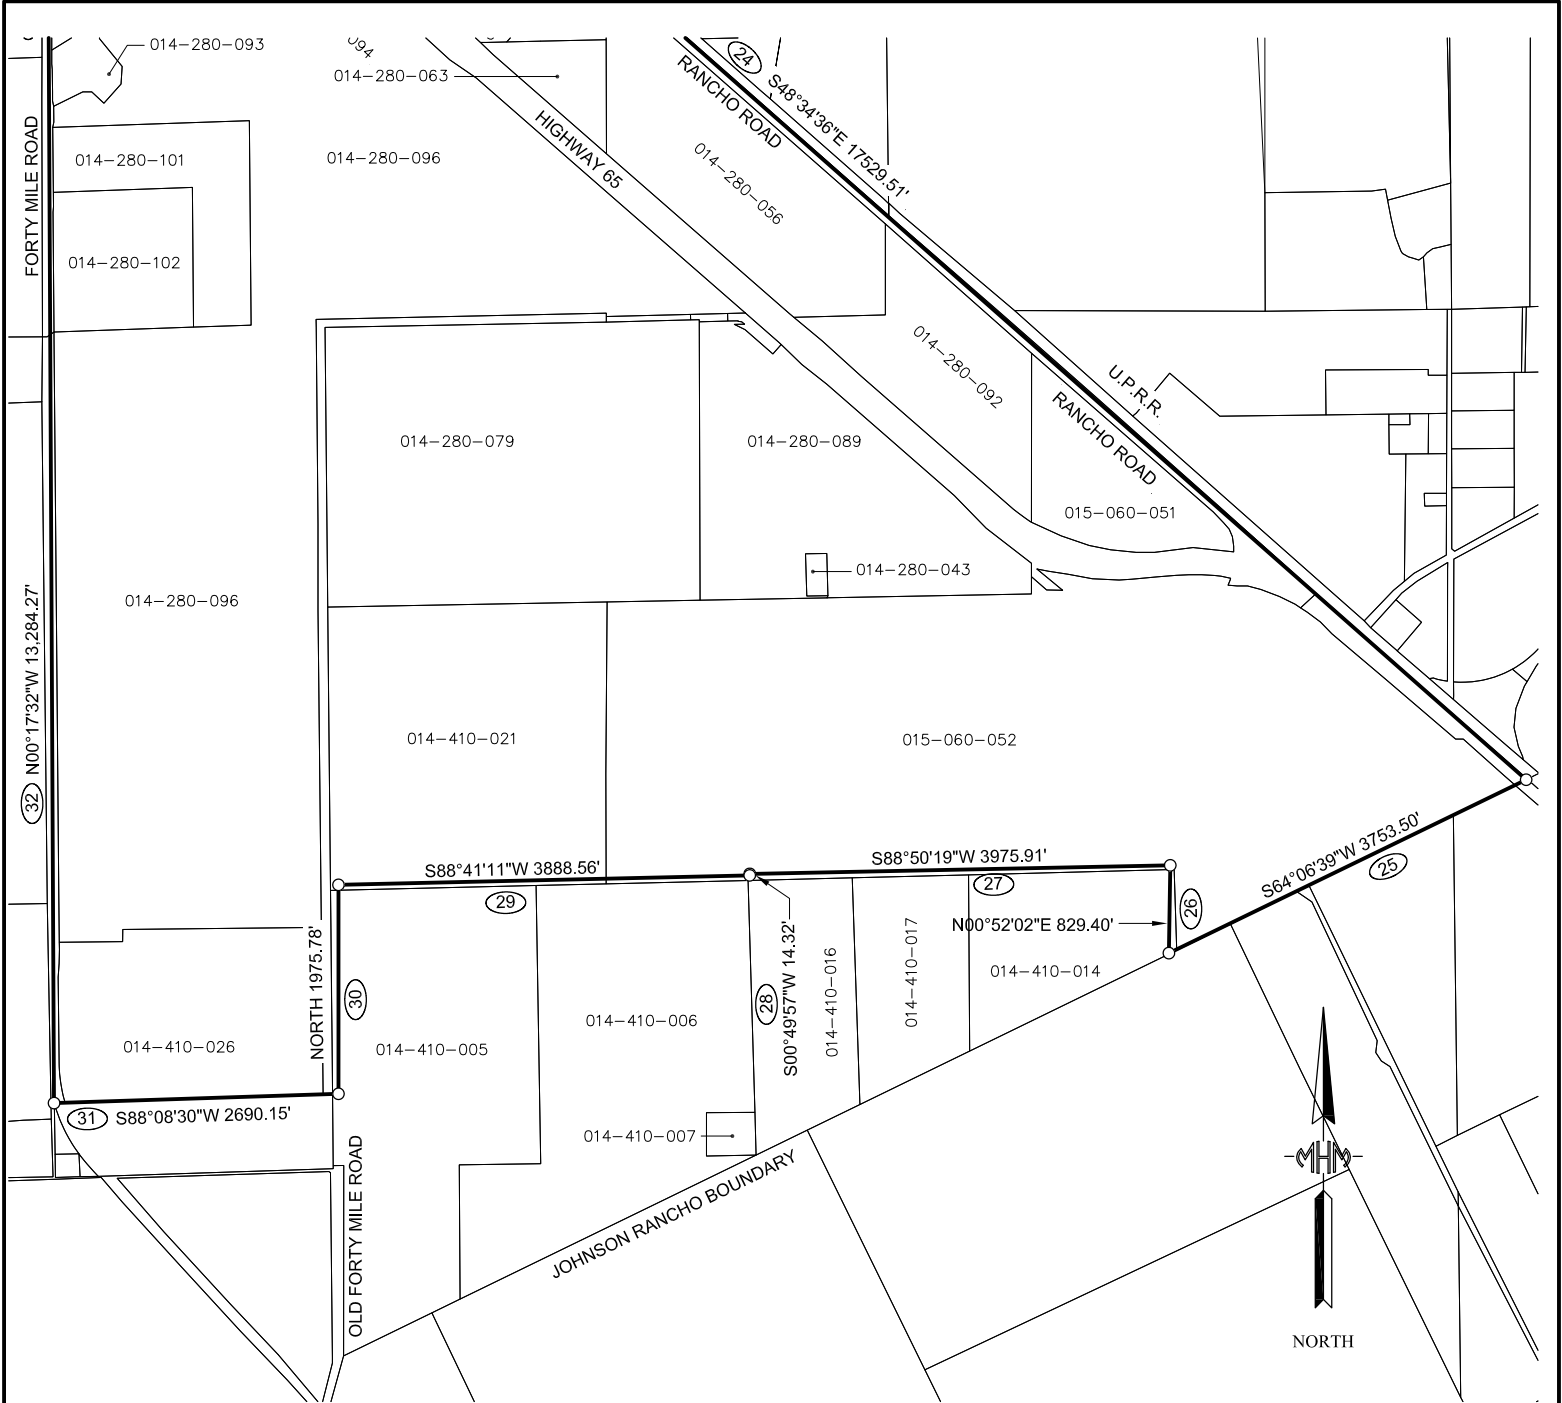 014-280-093
094
014-280-063
24
S48°34'36"E 17529.51'
RANCHO ROAD
HIGHWAY 65
FORTY MILE ROAD
014-280-101
014-280-096
014-280-056
014-280-102
014-280-092
U.P.R.R.
RANCHO ROAD
014-280-079
014-280-089
015-060-051
014-280-043
014-280-096
32
N00°17'32"W 13,284.27'
014-410-021
015-060-052
S88°41'11"W 3888.56'
29
S88°50'19"W 3975.91'
27
S64°06'39"W 3753.50'
25
26
N00°52'02"E 829.40'
014-410-014
014-410-017
014-410-016
28
S00°49'57"W 14.32'
NORTH 1975.78'
30
014-410-006
014-410-005
014-410-026
31
S88°08'30"W 2690.15'
014-410-007
OLD FORTY MILE ROAD
JOHNSON RANCHO BOUNDARY
MHM
NORTH